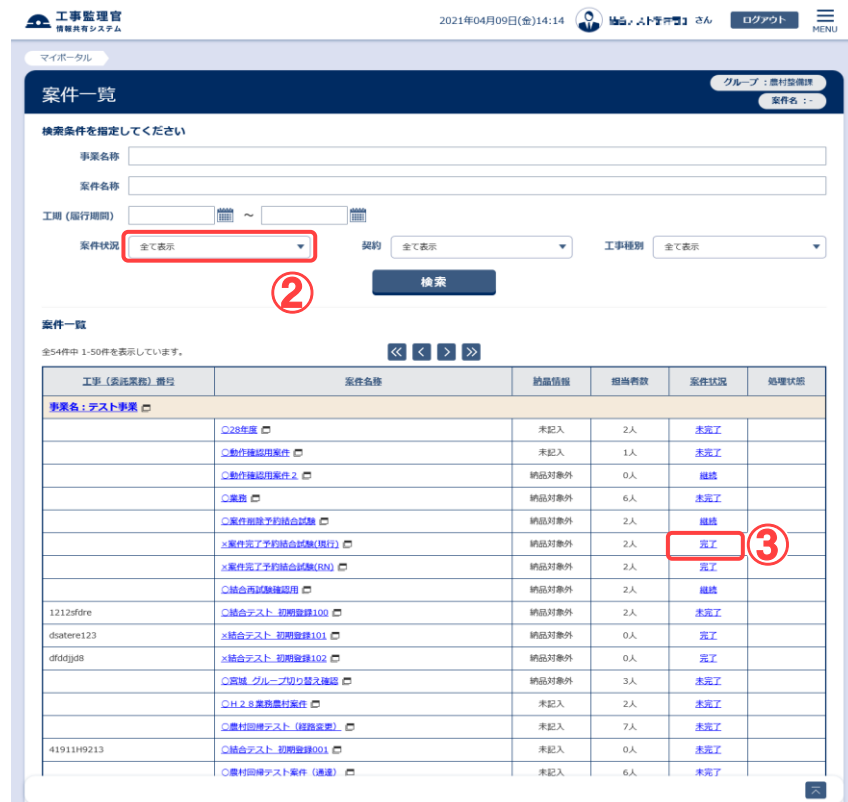 工事監理官
情報共有システム
2021年04月09日(金)14:14
さん
ログアウト
MENU
マイポータル
案件一覧
グループ ：農村整備課
案件名 ：-
検索条件を指定してください
事業名称
案件名称
工期 (履行期間)
～
案件状況
全て表示
契約
全て表示
工事種別
全て表示
②
検索
案件一覧
全54件中 1-50件を表示しています。
工事（委託業務）番号 案件名称 納品情報 担当者数 案件状況 処理状態
事業名：テスト事業
○28年度 未記入 2人 未完了
○動作確認用案件 未記入 1人 未完了
○動作確認用案件２ 納品対象外 0人 継続
○業務 納品対象外 6人 未完了
○案件削除予約結合試験 納品対象外 2人 継続
×案件完了予約結合試験(現行) 納品対象外 2人 完了
③
×案件完了予約結合試験(RN) 納品対象外 2人 完了
○結合再試験確認用 納品対象外 2人 継続
1212sfdre ○結合テスト 初期登録100 納品対象外 2人 未完了
dsatere123 ×結合テスト 初期登録101 納品対象外 0人 完了
dfddjjd8 ×結合テスト 初期登録102 納品対象外 0人 完了
○宮城 グループ切り替え確認 納品対象外 3人 未完了
○Ｈ２８業務農村案件 未記入 2人 未完了
○農村回帰テスト（経路変更） 未記入 7人 未完了
41911H9213 ○結合テスト 初期登録001 未記入 0人 未完了
○農村回帰テスト案件（通達） 未記入 6人 未完了